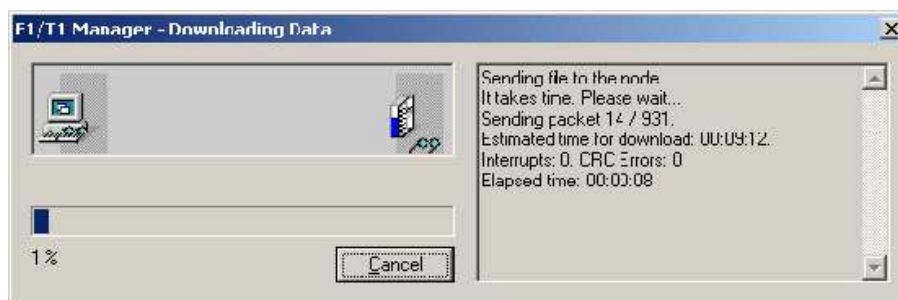 E1/T1 Manager - Downloading Data
Sending file to the node.
It takes time. Please wait...
Sending packet 14 / 931.
Estimated time for download: 00:09:12.
Interrupts: 0. CRC Errors: 0
Elapsed time: 00:00:08
1 %
Cancel